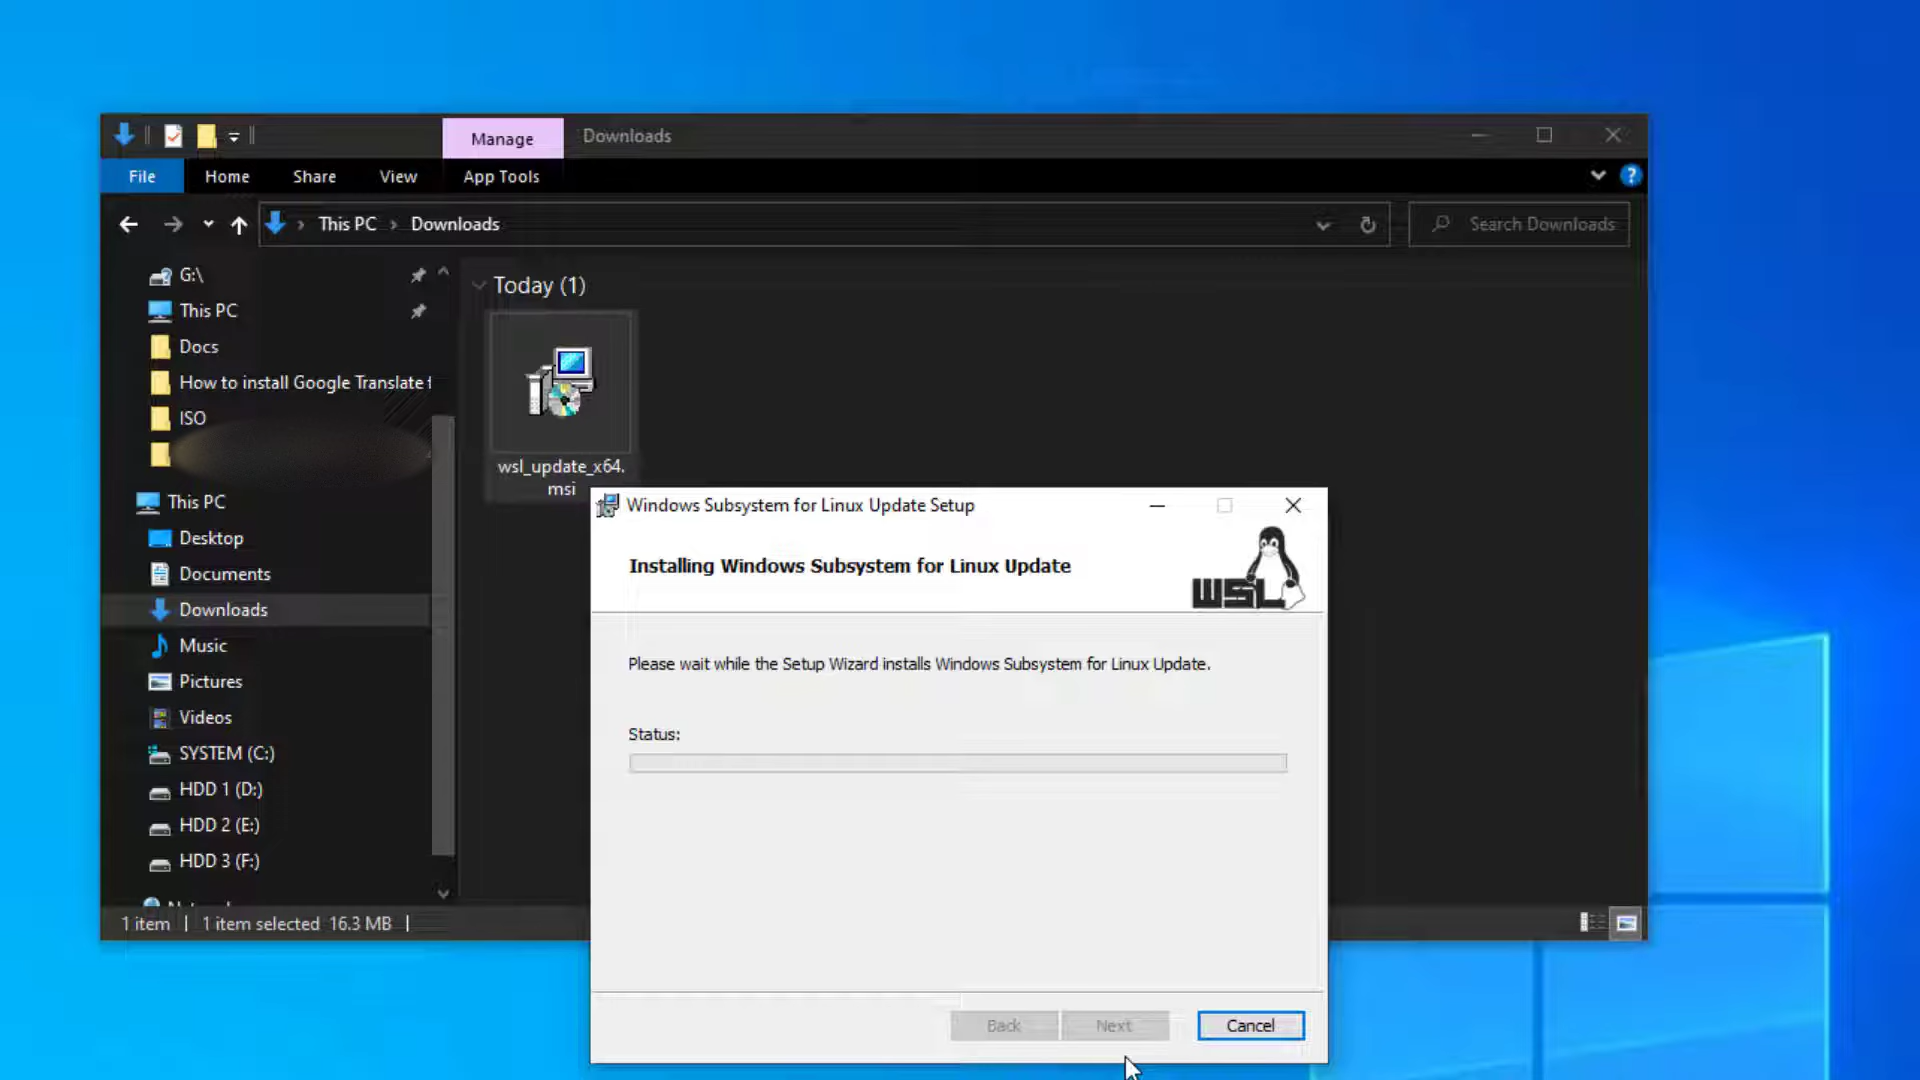 Manage
Downloads
File
Home
Share
View
App Tools
?
This PC
Downloads
Search Downloads
G:\
This PC
Docs
How to install Google Translate
ISO
This PC
Desktop
Documents
Downloads
Music
Pictures
Videos
SYSTEM (C:)
HDD 1 (D:)
HDD 2 (E:)
HDD 3 (F:)
1 item
1 item selected 16.3 MB
Today (1)
wsl_update_x64.
msi
Windows Subsystem for Linux Update Setup
Installing Windows Subsystem for Linux Update
WSL
Please wait while the Setup Wizard installs Windows Subsystem for Linux Update.
Status:
Back
Next
Cancel